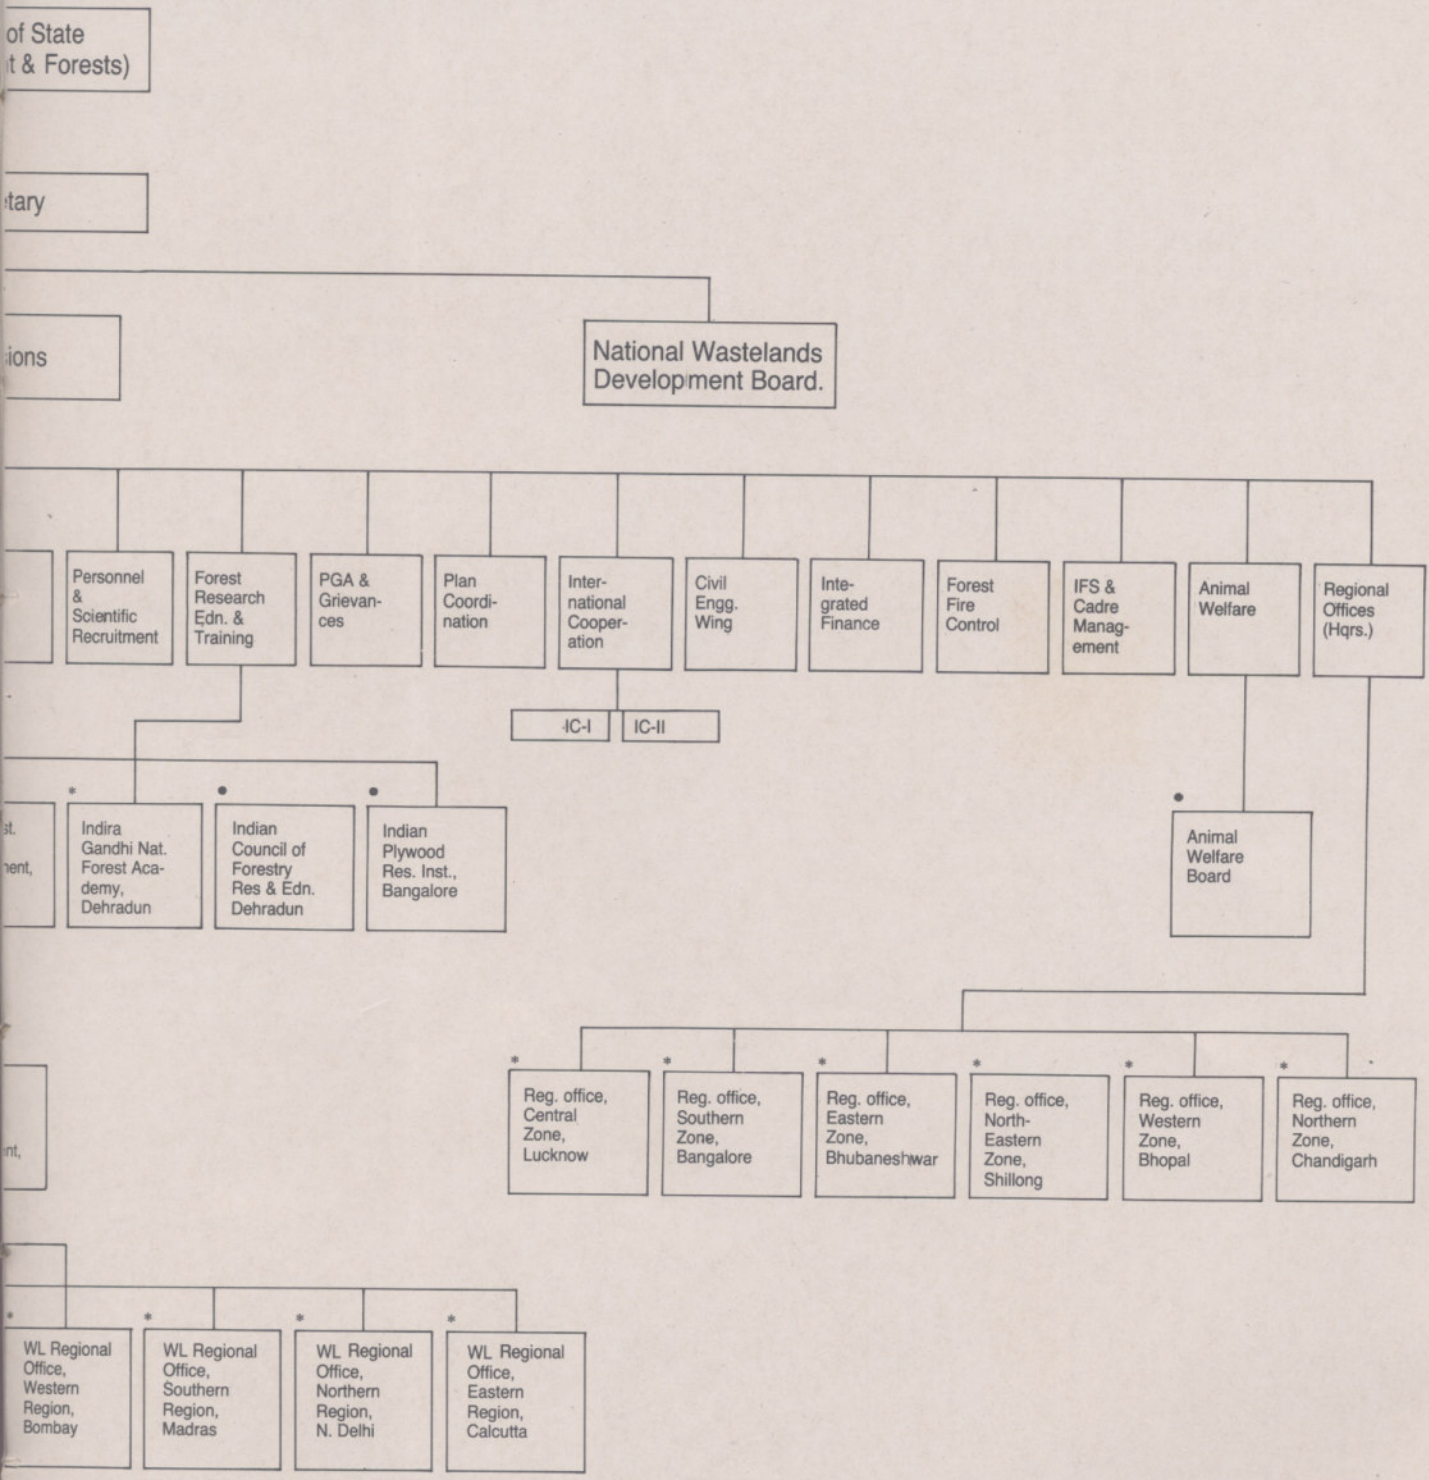 of State
& Forests)
National Wastelands
Development Board.
Personnel
&
Scientific
Recruitment
Forest
Research
Edn. &
Training
PGA &
Grievan-
ces
Plan
Coordi-
nation
Inter-
national
Cooper-
ation
Civil
Engg.
Wing
Inte-
grated
Finance
Forest
Fire
Control
IFS &
Cadre
Manag-
ement
Animal
Welfare
Regional
Offices
(Hqrs.)
IC-I
IC-II
*
Indira
Gandhi Nat.
Forest Aca-
demy,
Dehradun
Indian
Council of
Forestry
Res & Edn.
Dehradun
Indian
Plywood
Res. Inst.,
Bangalore
Animal
Welfare
Board
*
Reg. office,
Central
Zone,
Lucknow
*
Reg. office,
Southern
Zone,
Bangalore
*
Reg. office,
Eastern
Zone,
Bhubaneshwar
*
Reg. office,
North-
Eastern
Zone,
Shillong
*
Reg. office,
Western
Zone,
Bhopal
*
Reg. office,
Northern
Zone,
Chandigarh
*
WL Regional
Office,
Western
Region,
Bombay
*
WL Regional
Office,
Southern
Region,
Madras
*
WL Regional
Office,
Northern
Region,
N. Delhi
*
WL Regional
Office,
Eastern
Region,
Calcutta